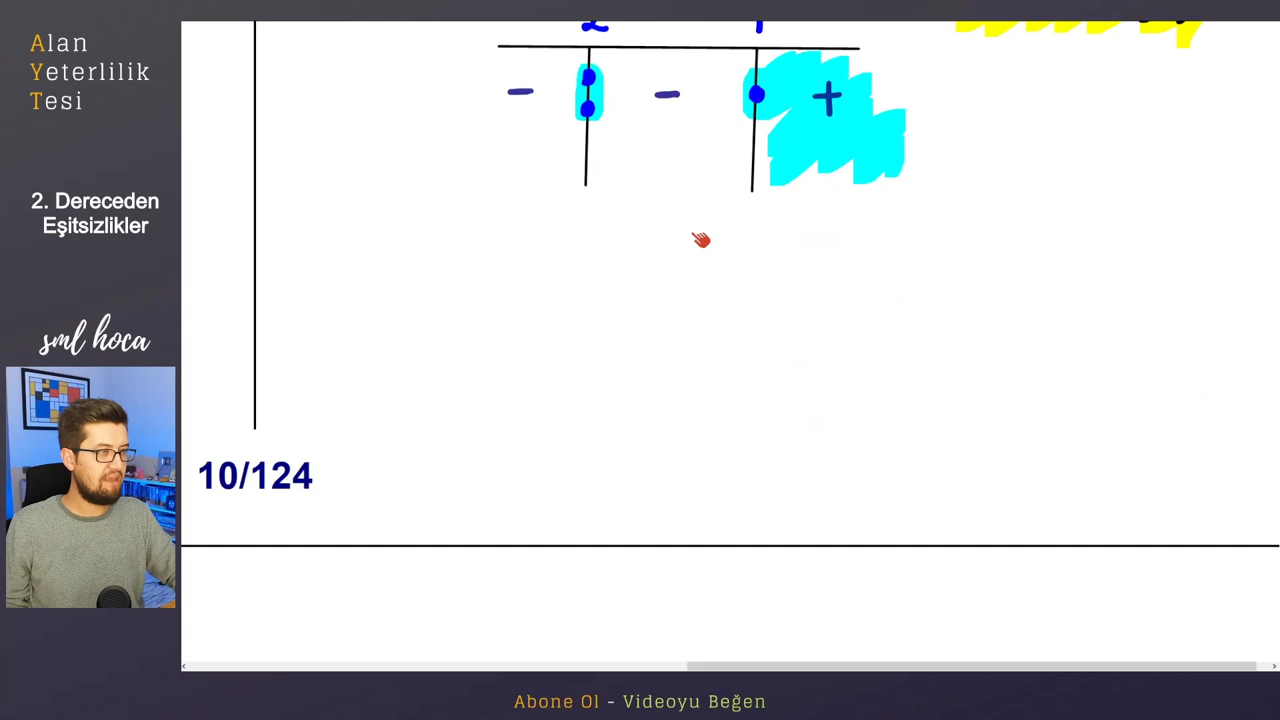 Alan
Yeterlilik
Tesi
2. Dereceden
Eşitsizlikler
sml hoca
- - +
10/124
Abone Ol - Videoyu Beğen